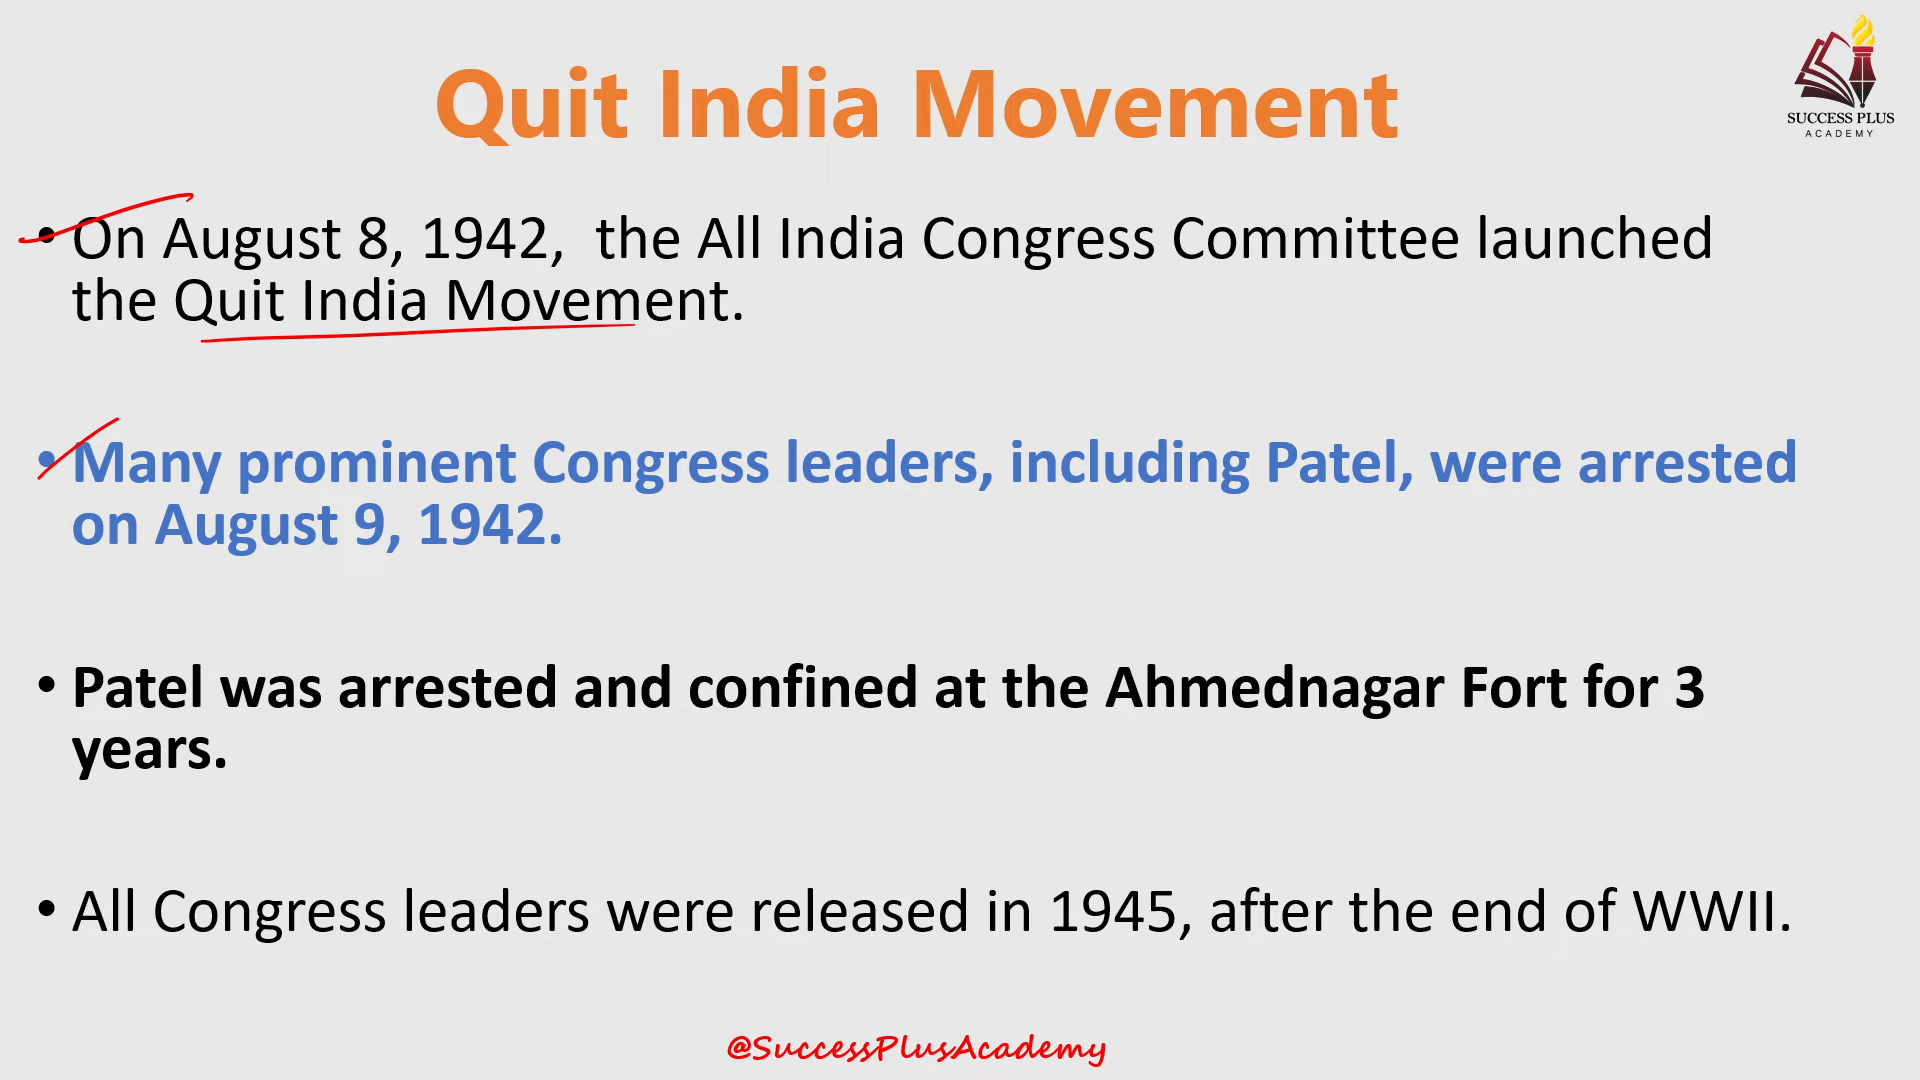 Quit India Movement
SUCCESS PLUS
ACADEMY
• On August 8, 1942,  the All India Congress Committee launched
the Quit India Movement.
• Many prominent Congress leaders, including Patel, were arrested
on August 9, 1942.
• Patel was arrested and confined at the Ahmednagar Fort for 3
years.
• All Congress leaders were released in 1945, after the end of WWII.
@SuccessPlusAcademy